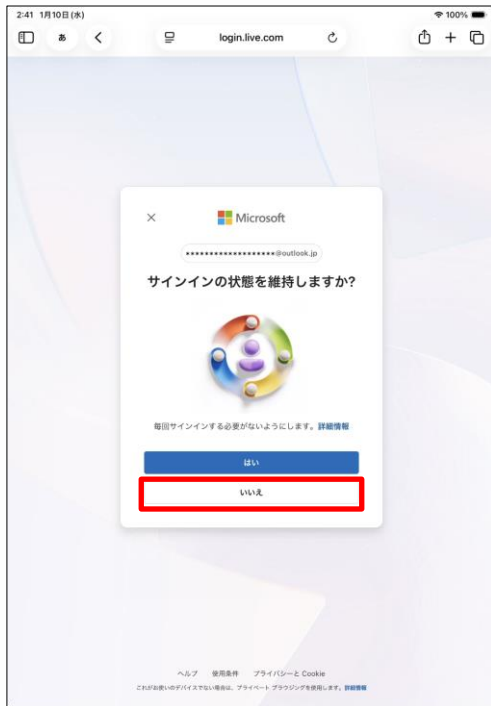 2:41 1月10日(水)
100%
あ
login.live.com
Microsoft
*******************@outlook.jp
サインインの状態を維持しますか?
毎回サインインする必要がないようにします。詳細情報
はい
いいえ
ヘルプ 使用条件 プライバシーと Cookie
これがお使いのデバイスでない場合は、プライベート ブラウジングを使用します。詳細情報